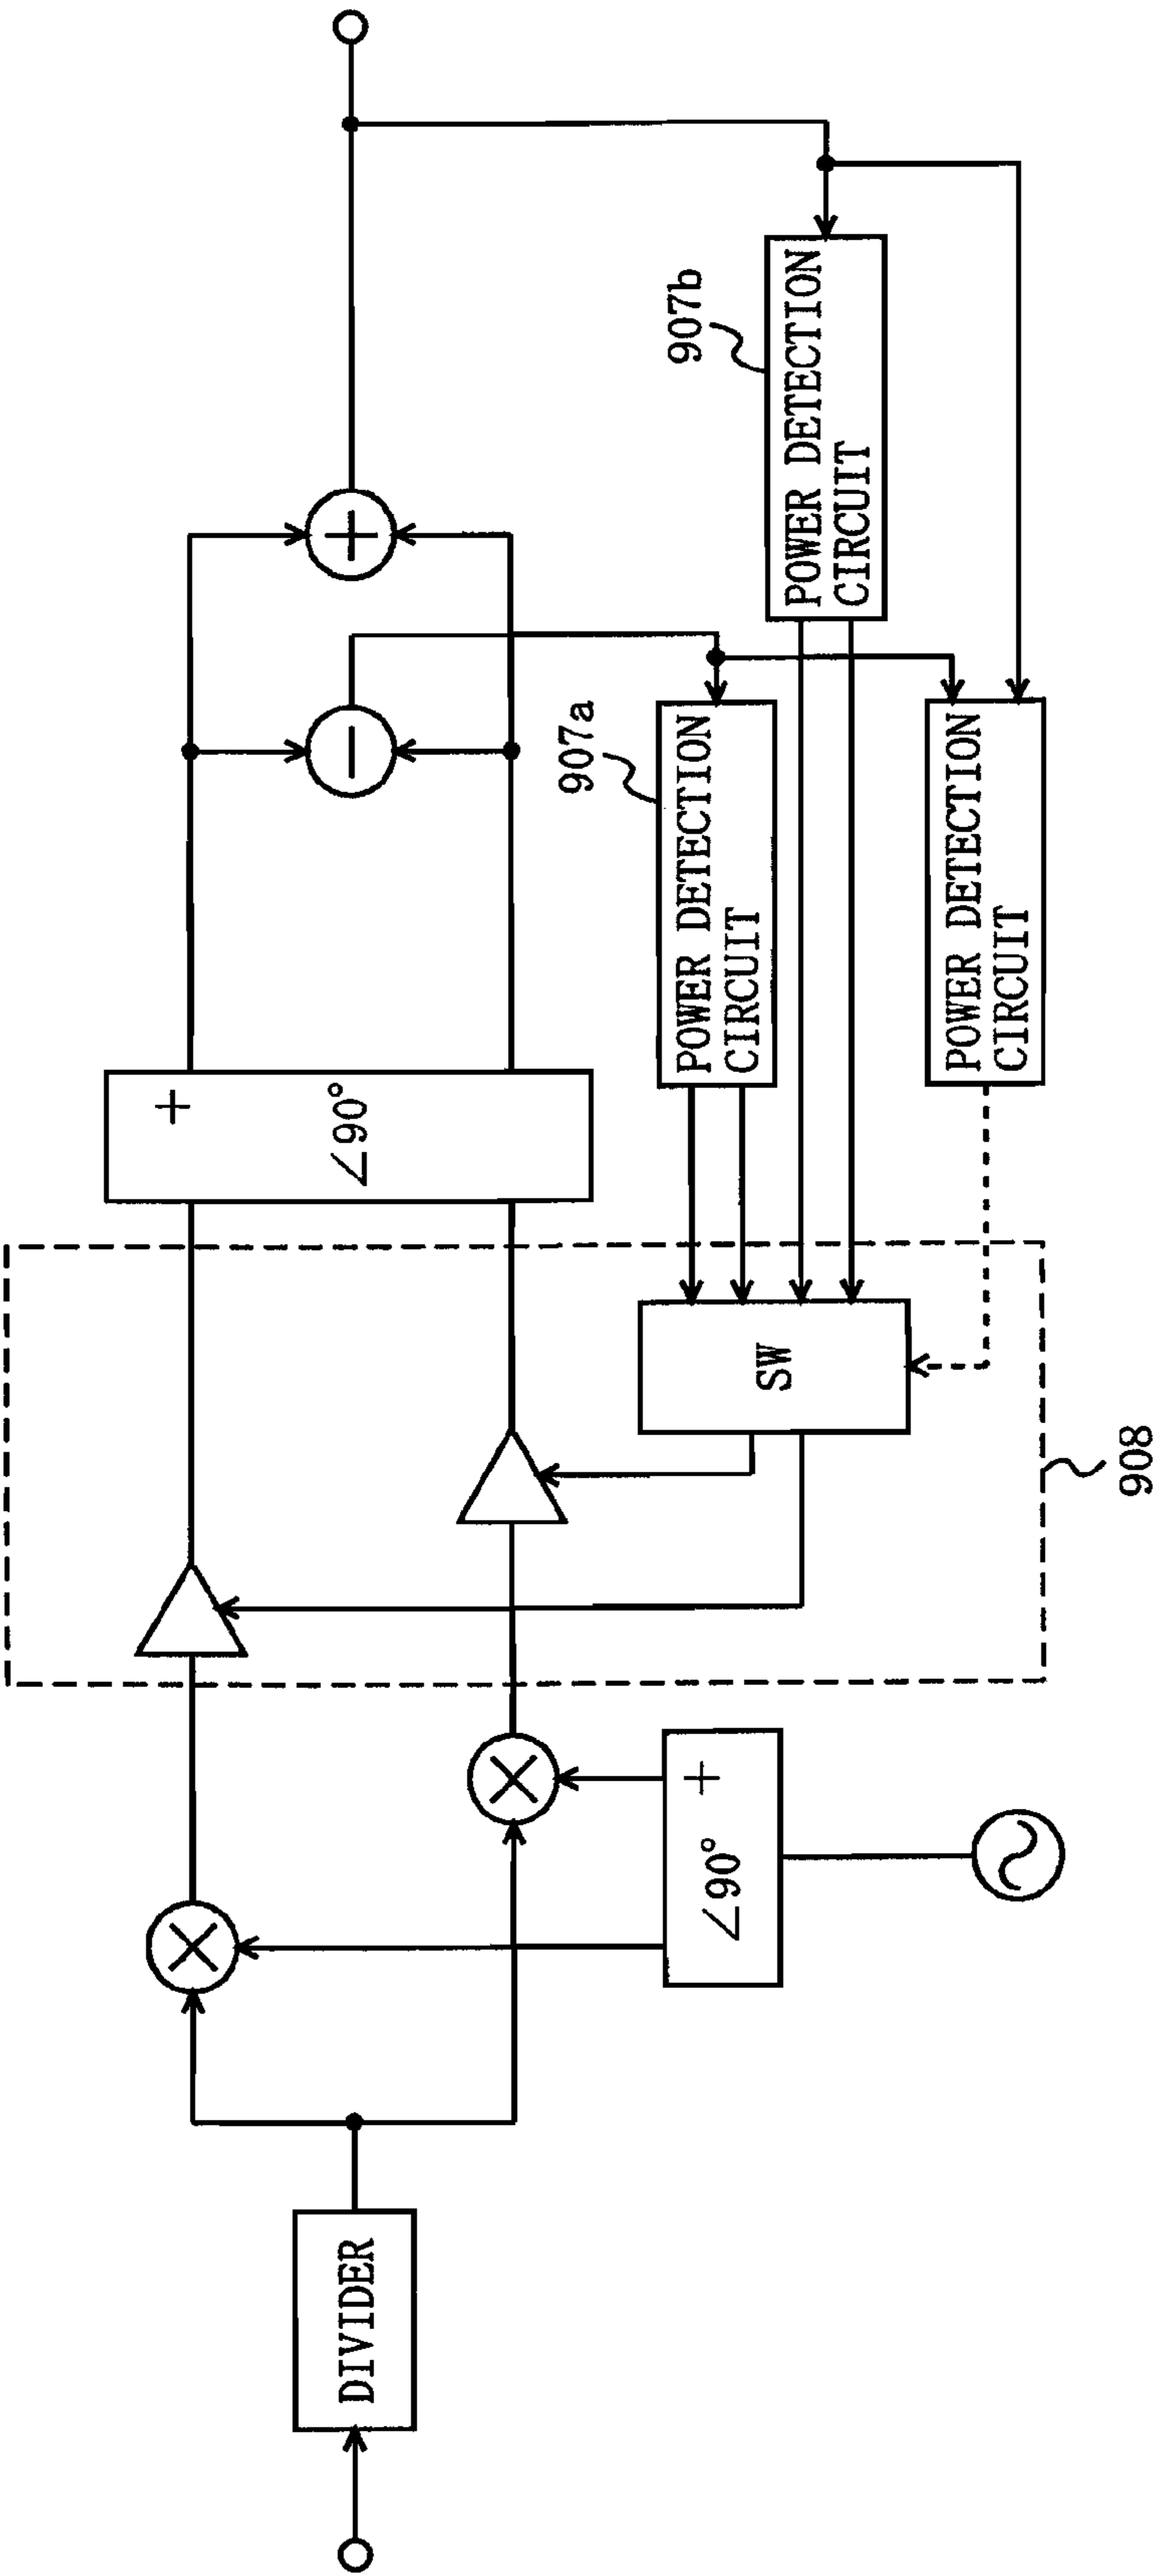 DIVIDER
∠90°
+
908
SW
∠90°
+
907a
POWER DETECTION
CIRCUIT
907b
POWER DETECTION
CIRCUIT
POWER DETECTION
CIRCUIT